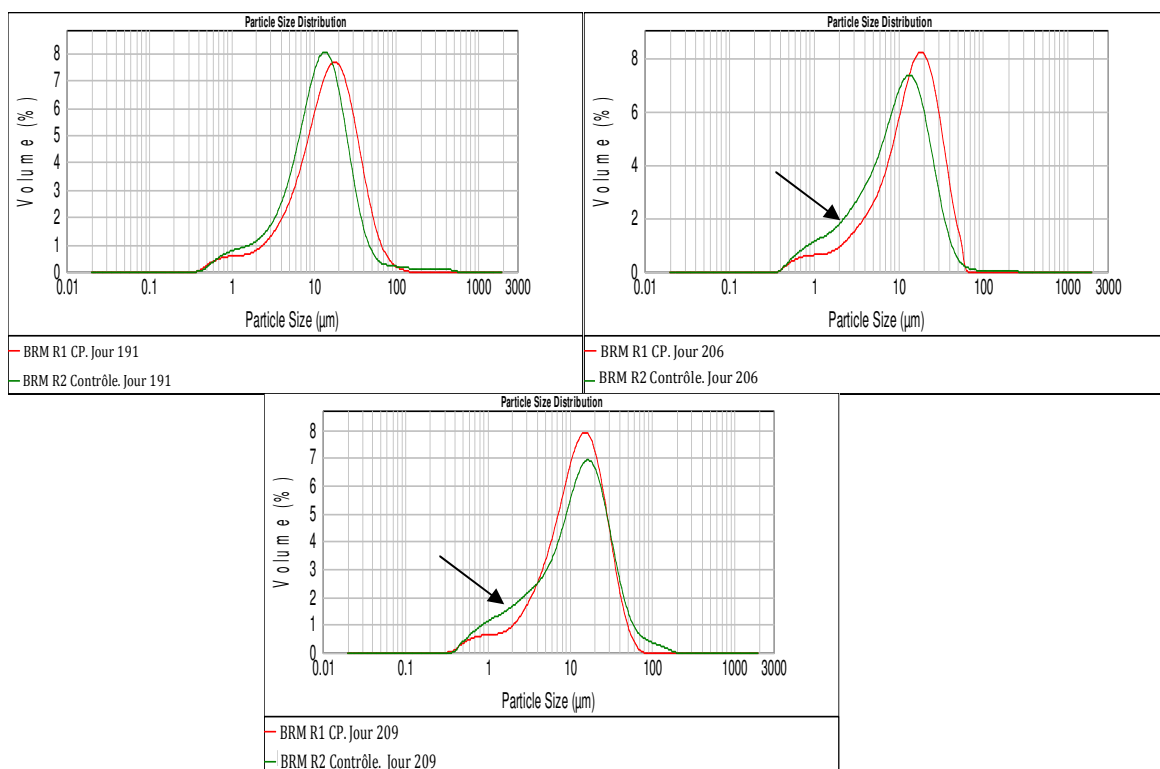 Particle Size Distribution
Volume (%)
8
7
6
5
4
3
2
1
0
0.01 0.1 1 10 100 1000 3000
Particle Size (µm)
BRM R1 CP. Jour 191
BRM R2 Contrôle. Jour 191
Particle Size Distribution
Volume (%)
8
6
4
2
0
0.01 0.1 1 10 100 1000 3000
Particle Size (µm)
BRM R1 CP. Jour 206
BRM R2 Contrôle. Jour 206
Particle Size Distribution
Volume (%)
8
7
6
5
4
3
2
1
0
0.01 0.1 1 10 100 1000 3000
Particle Size (µm)
BRM R1 CP. Jour 209
BRM R2 Contrôle. Jour 209